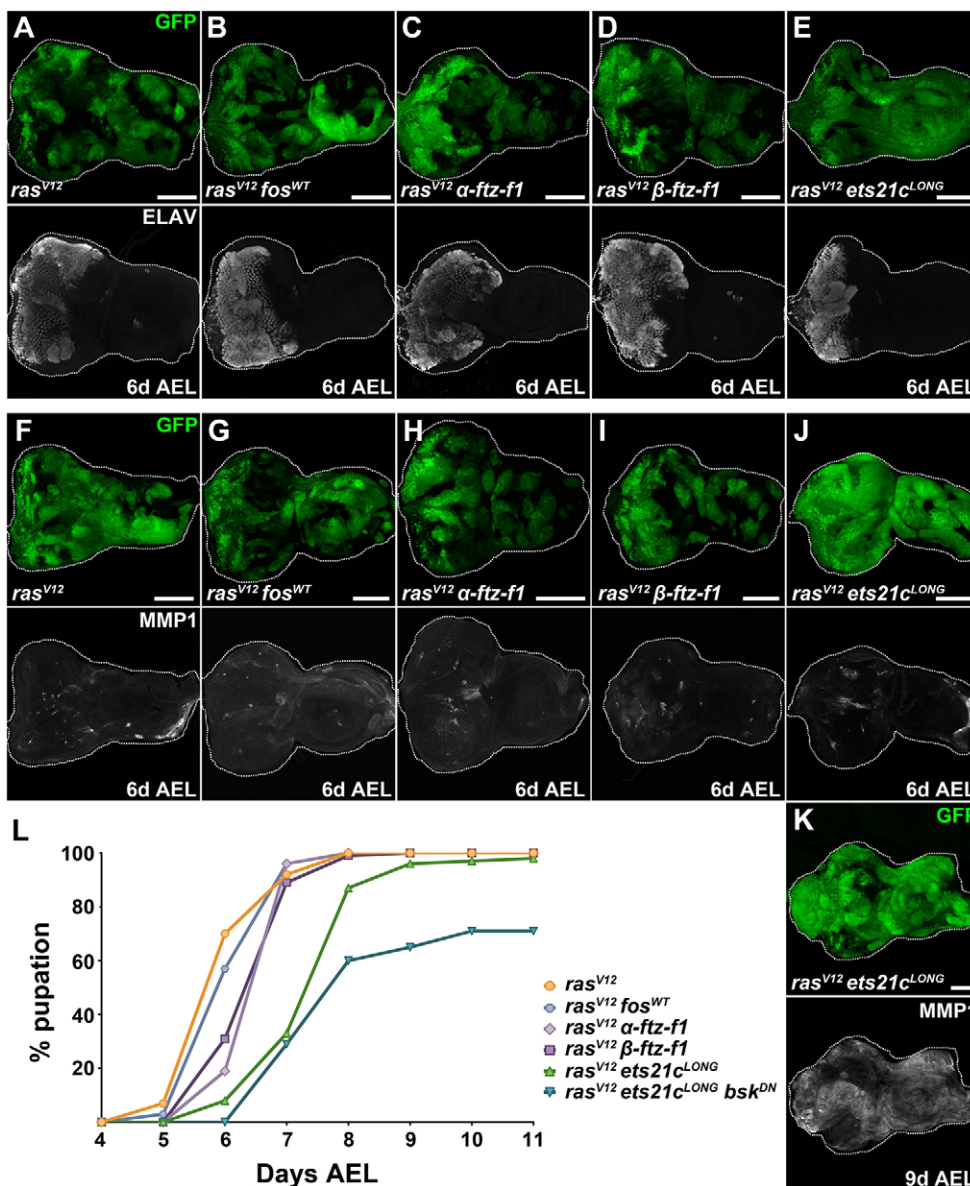 A
GFP
ras^V12
B
ras^V12 fos^WT
C
ras^V12 α-ftz-f1
D
ras^V12 β-ftz-f1
E
ras^V12 ets21c^LONG
ELAV
6d AEL
6d AEL
6d AEL
6d AEL
6d AEL
F
GFP
ras^V12
G
ras^V12 fos^WT
H
ras^V12 α-ftz-f1
I
ras^V12 β-ftz-f1
J
ras^V12 ets21c^LONG
MMP1
6d AEL
6d AEL
6d AEL
6d AEL
6d AEL
L
100
80
60
40
20
% pupation
4 5 6 7 8 9 10 11
Days AEL
ras^V12
ras^V12 fos^WT
ras^V12 α-ftz-f1
ras^V12 β-ftz-f1
ras^V12 ets21c^LONG
ras^V12 ets21c^LONG bsk^DN
K
GFP
ras^V12 ets21c^LONG
MMP1
9d AEL